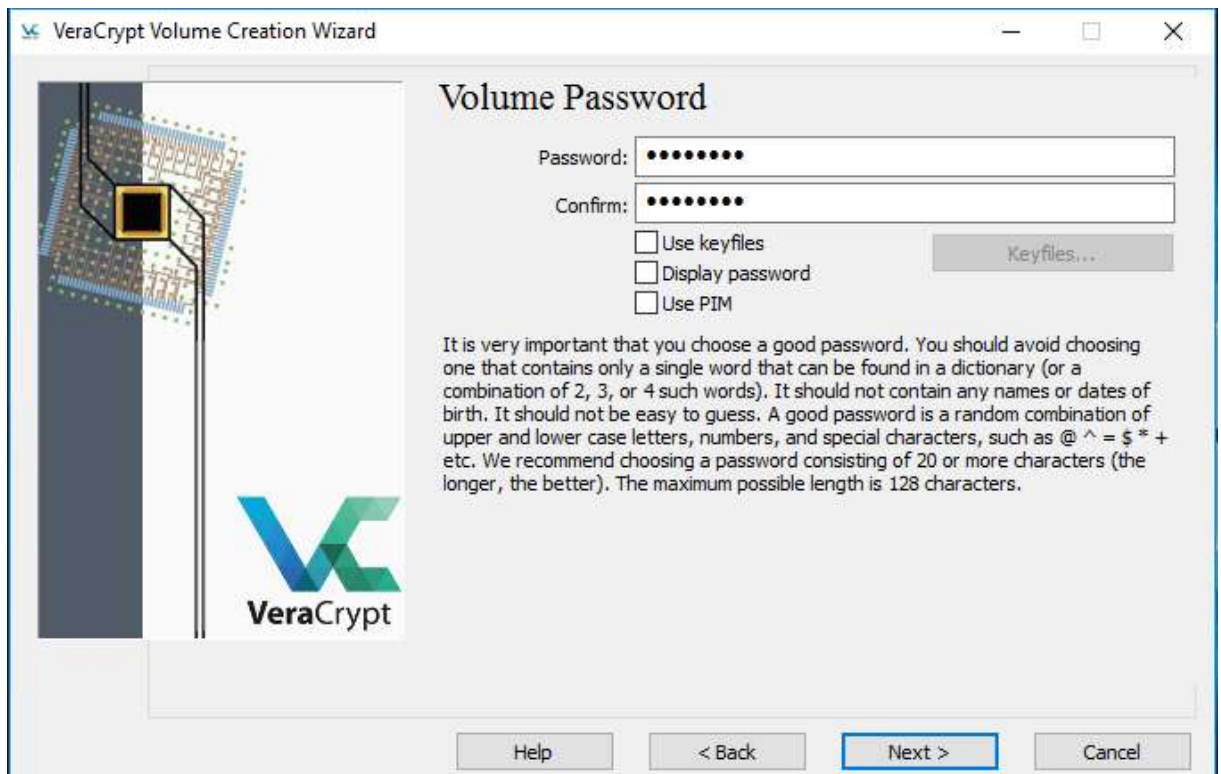 VeraCrypt Volume Creation Wizard
Volume Password
Password: ••••••••
Confirm: ••••••••
Use keyfiles
Keyfiles...
Display password
Use PIM
It is very important that you choose a good password. You should avoid choosing
one that contains only a single word that can be found in a dictionary (or a
combination of 2, 3, or 4 such words). It should not contain any names or dates of
birth. It should not be easy to guess. A good password is a random combination of
upper and lower case letters, numbers, and special characters, such as @ ^ = $ * +
etc. We recommend choosing a password consisting of 20 or more characters (the
longer, the better). The maximum possible length is 128 characters.
VC
VeraCrypt
Help
< Back
Next >
Cancel